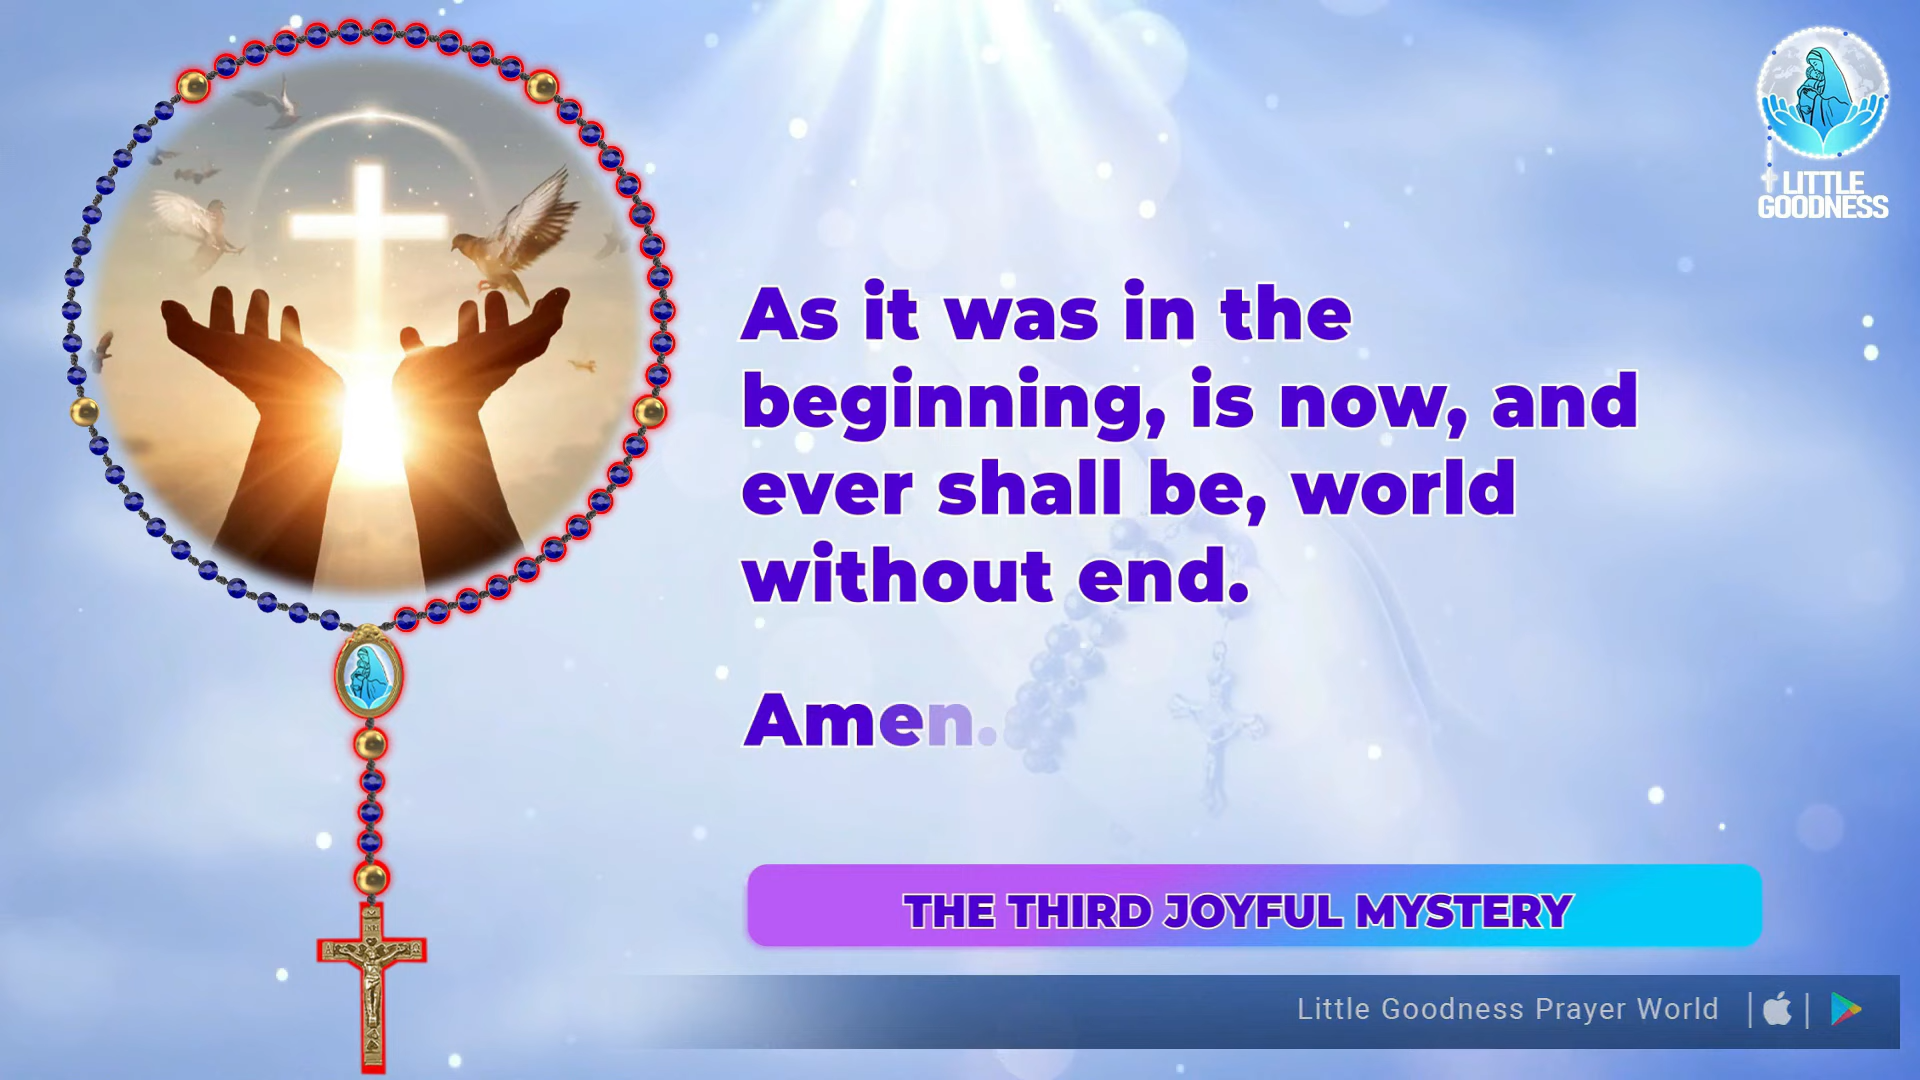 LITTLE
GOODNESS
As it was in the
beginning, is now, and
ever shall be, world
without end.
Amen.
THE THIRD JOYFUL MYSTERY
Little Goodness Prayer World